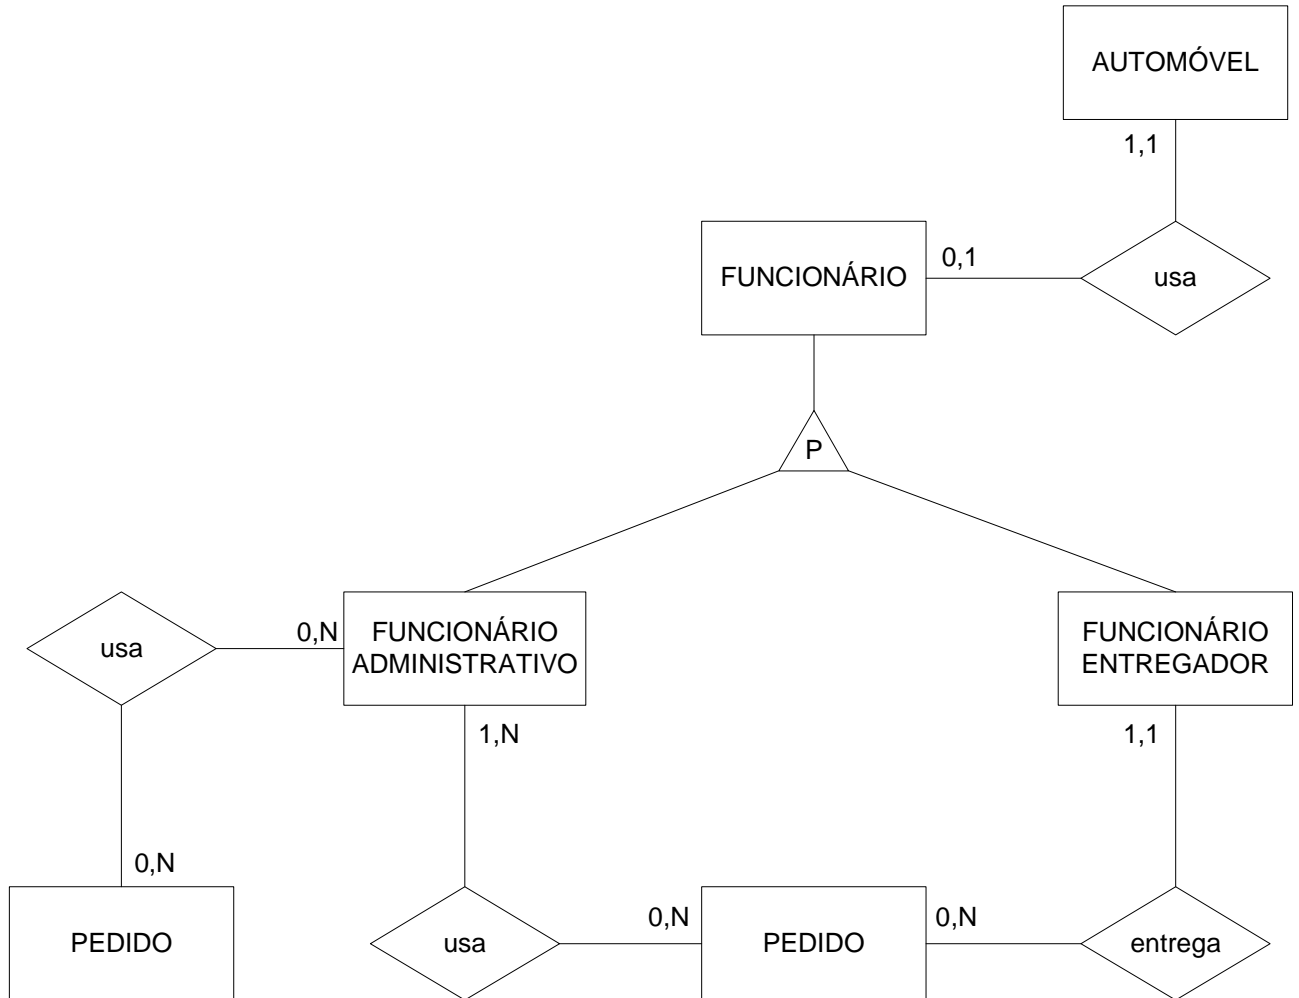 AUTOMÓVEL
1,1
FUNCIONÁRIO
0,1
usa
P
usa
0,N
FUNCIONÁRIO
ADMINISTRATIVO
FUNCIONÁRIO
ENTREGADOR
1,N
1,1
0,N
PEDIDO
usa
0,N
PEDIDO
0,N
entrega